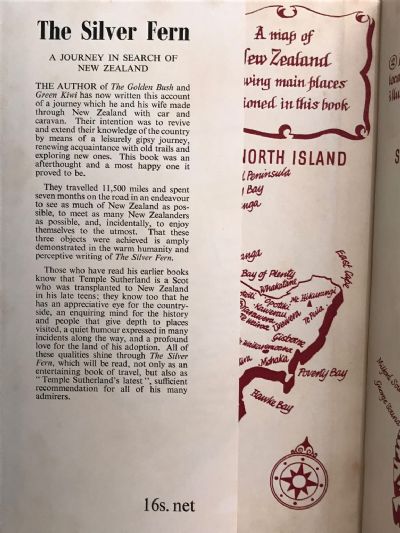 The Silver Fern
A JOURNEY IN SEARCH OF
NEW ZEALAND
THE AUTHOR of The Golden Bush and
Green Kiwi has now written this account
of a journey which he and his wife made
through New Zealand with car and
caravan. Their intention was to revive
and extend their knowledge of the country
by means of a leisurely gipsy journey,
renewing acquaintance with old trails and
exploring new ones. This book was an
afterthought and a most happy one it
proved to be.
They travelled 11,500 miles and spent
seven months on the road in an endeavour
to see as much of New Zealand as pos-
sible, to meet as many New Zealanders
as possible, and, incidentally, to enjoy
themselves to the utmost. That these
three objects were achieved is amply
demonstrated in the warm humanity and
perceptive writing of The Silver Fern.
Those who have read his earlier books
know that Temple Sutherland is a Scot
who was transplanted to New Zealand
in his late teens; they know too that he
has an appreciative eye for the country-
side, an enquiring mind for the history
and people that give depth to places
visited, a quiet humour expressed in many
incidents along the way, and a profound
love for the land of his adoption. All of
these qualities shine through The Silver
Fern, which will be read, not only as an
entertaining book of travel, but also as
"Temple Sutherland's latest", sufficient
recommendation for all of his many
admirers.
16s. net
A map of
ew Zealand
wing main places
ioned in this book
NORTH ISLAND
Peninsula
Bay
nga
anga
East Cape
Bay of Plenty
Whakatane
Mt Hikurangi
Te Puia
Gisborne
Mohaka
Poverty Bay
Hawke Bay
S
George Sound